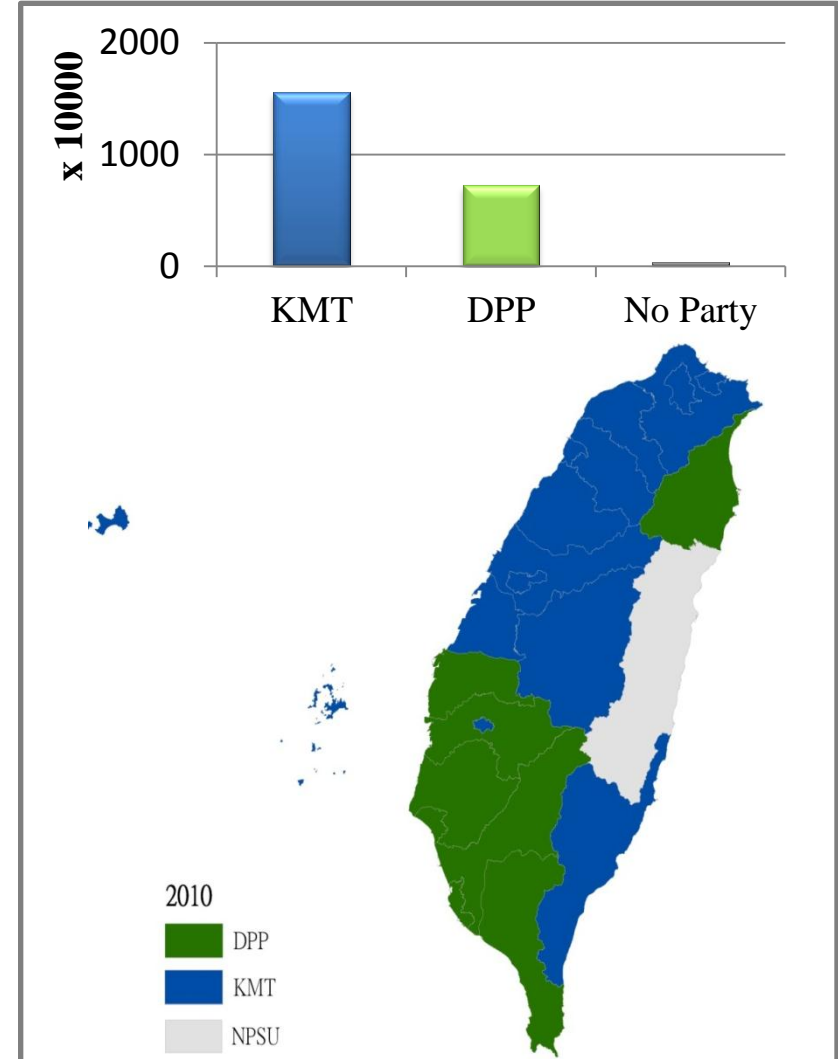 x 10000
2000
1000
0
KMT DPP No Party
2010
DPP
KMT
NPSU